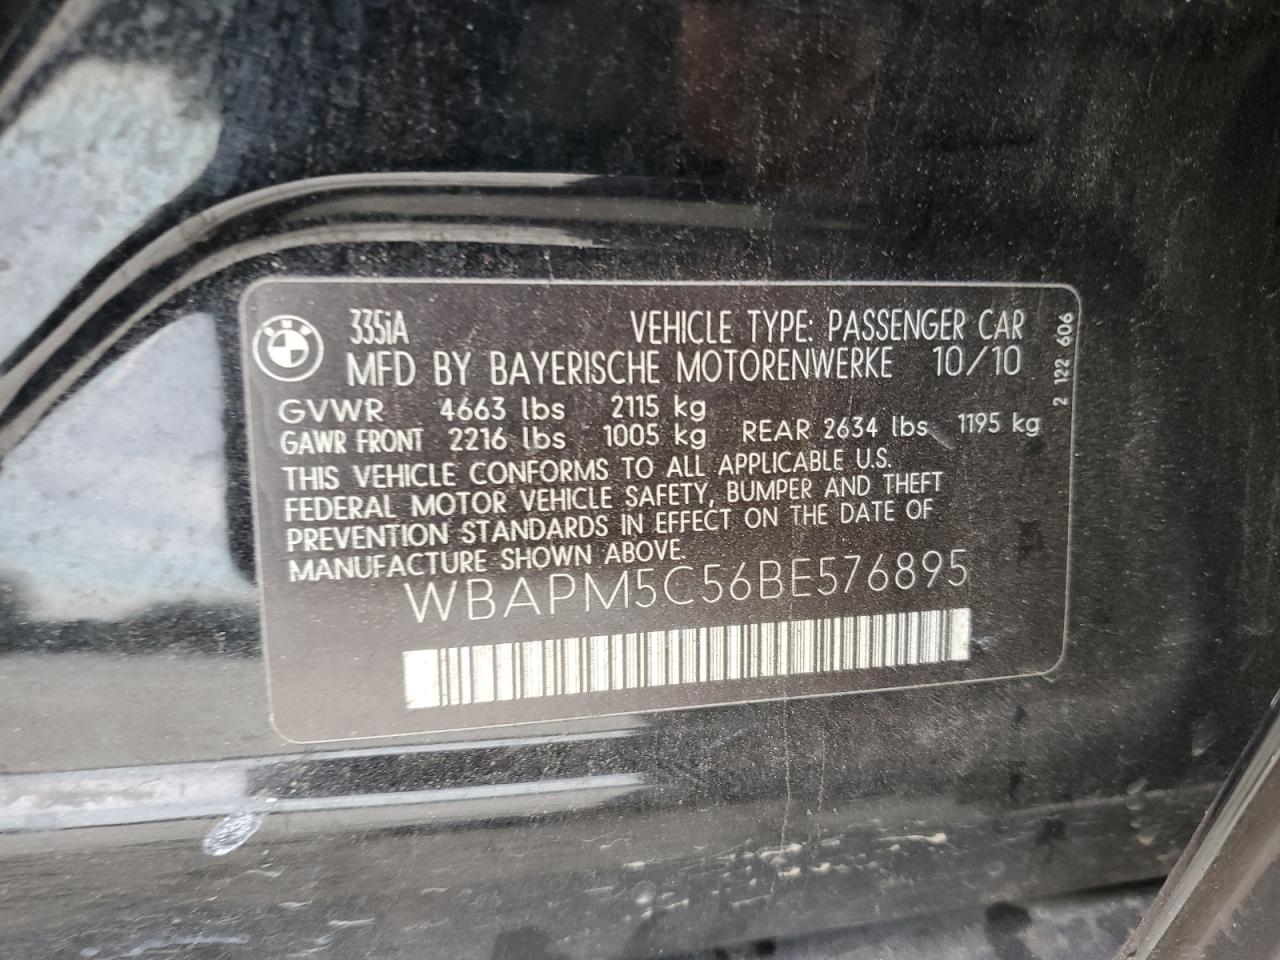 335iA VEHICLE TYPE: PASSENGER CAR
MFD BY BAYERISCHE MOTORENWERKE 10/10
GVWR 4663 lbs 2115 kg
GAWR FRONT 2216 lbs 1005 kg REAR 2634 lbs 1195 kg
THIS VEHICLE CONFORMS TO ALL APPLICABLE U.S.
FEDERAL MOTOR VEHICLE SAFETY, BUMPER AND THEFT
PREVENTION STANDARDS IN EFFECT ON THE DATE OF
MANUFACTURE SHOWN ABOVE.
WBAPM5C56BE576895
2 122 606